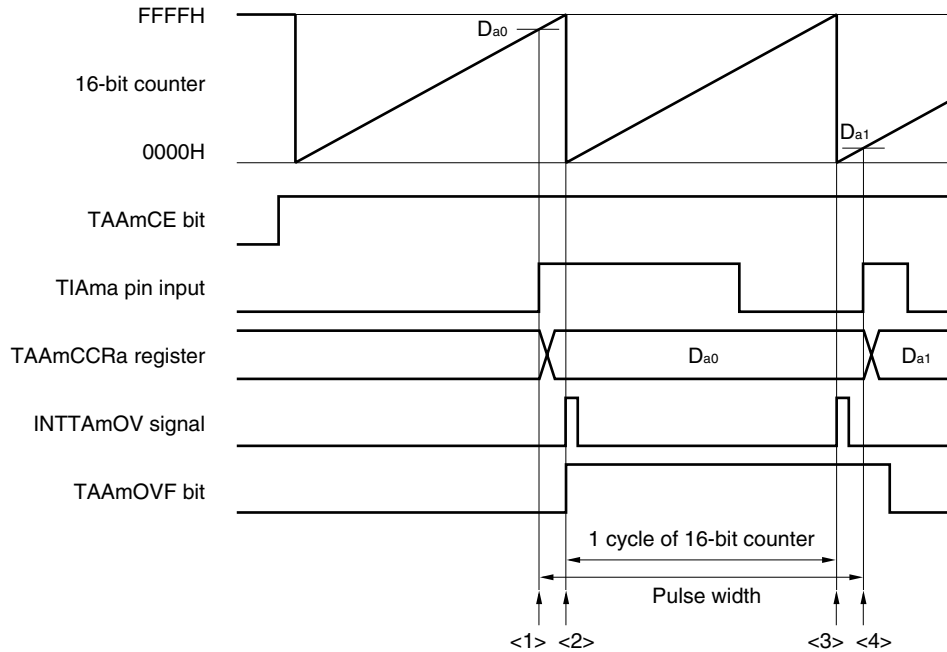 FFFFH
Da0
16-bit counter
Da1
0000H
TAAmCE bit
TIAma pin input
TAAmCCRa register
Da0
Da1
INTTAmOV signal
TAAmOVF bit
1 cycle of 16-bit counter
Pulse width
<1> <2> <3> <4>